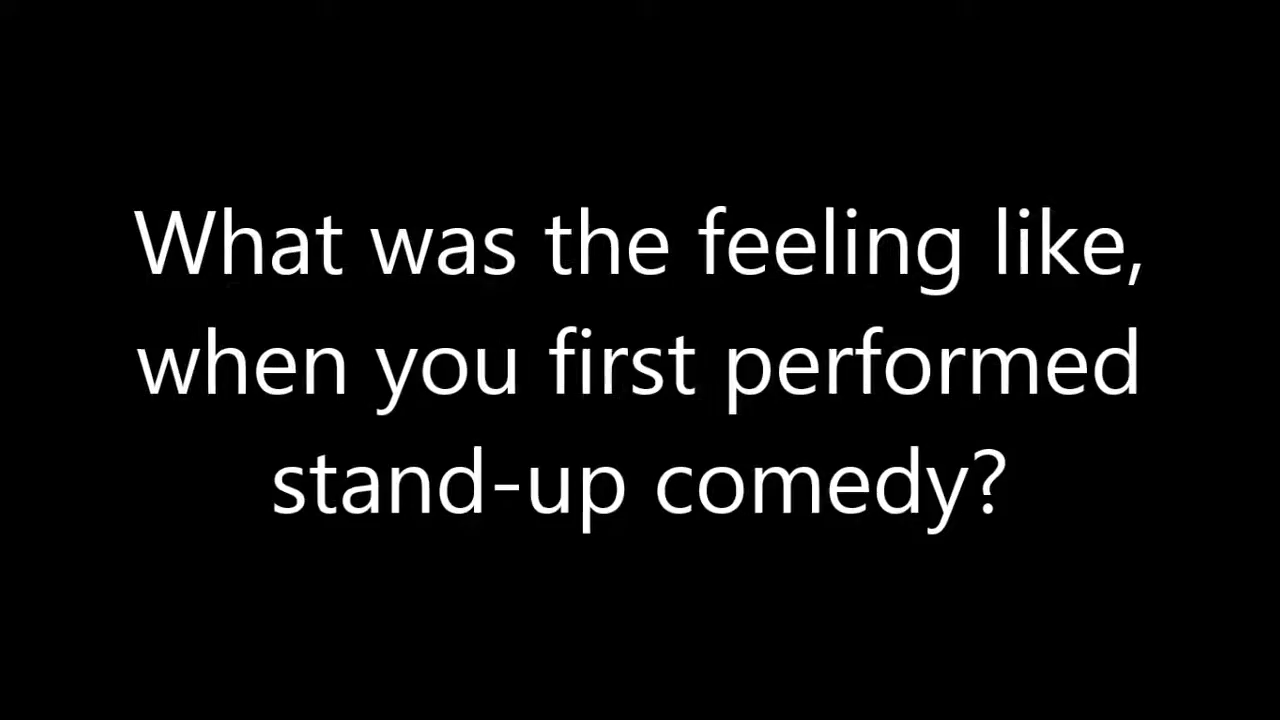 What was the feeling like,
when you first performed
stand-up comedy?